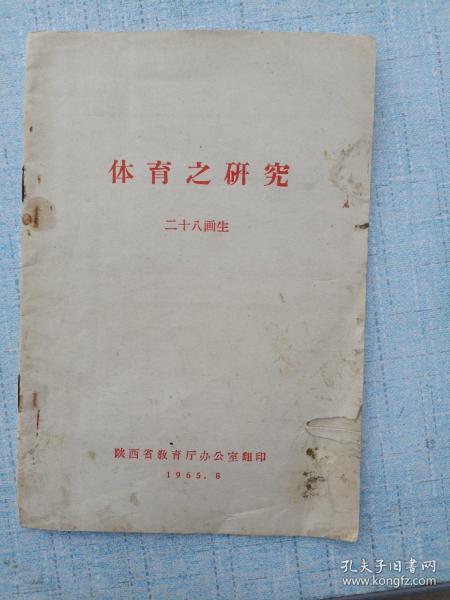 体育之研究
二十八画生
陕西省教育厅办公室翻印
1965.8
孔夫子旧书网
www.kongfz.com